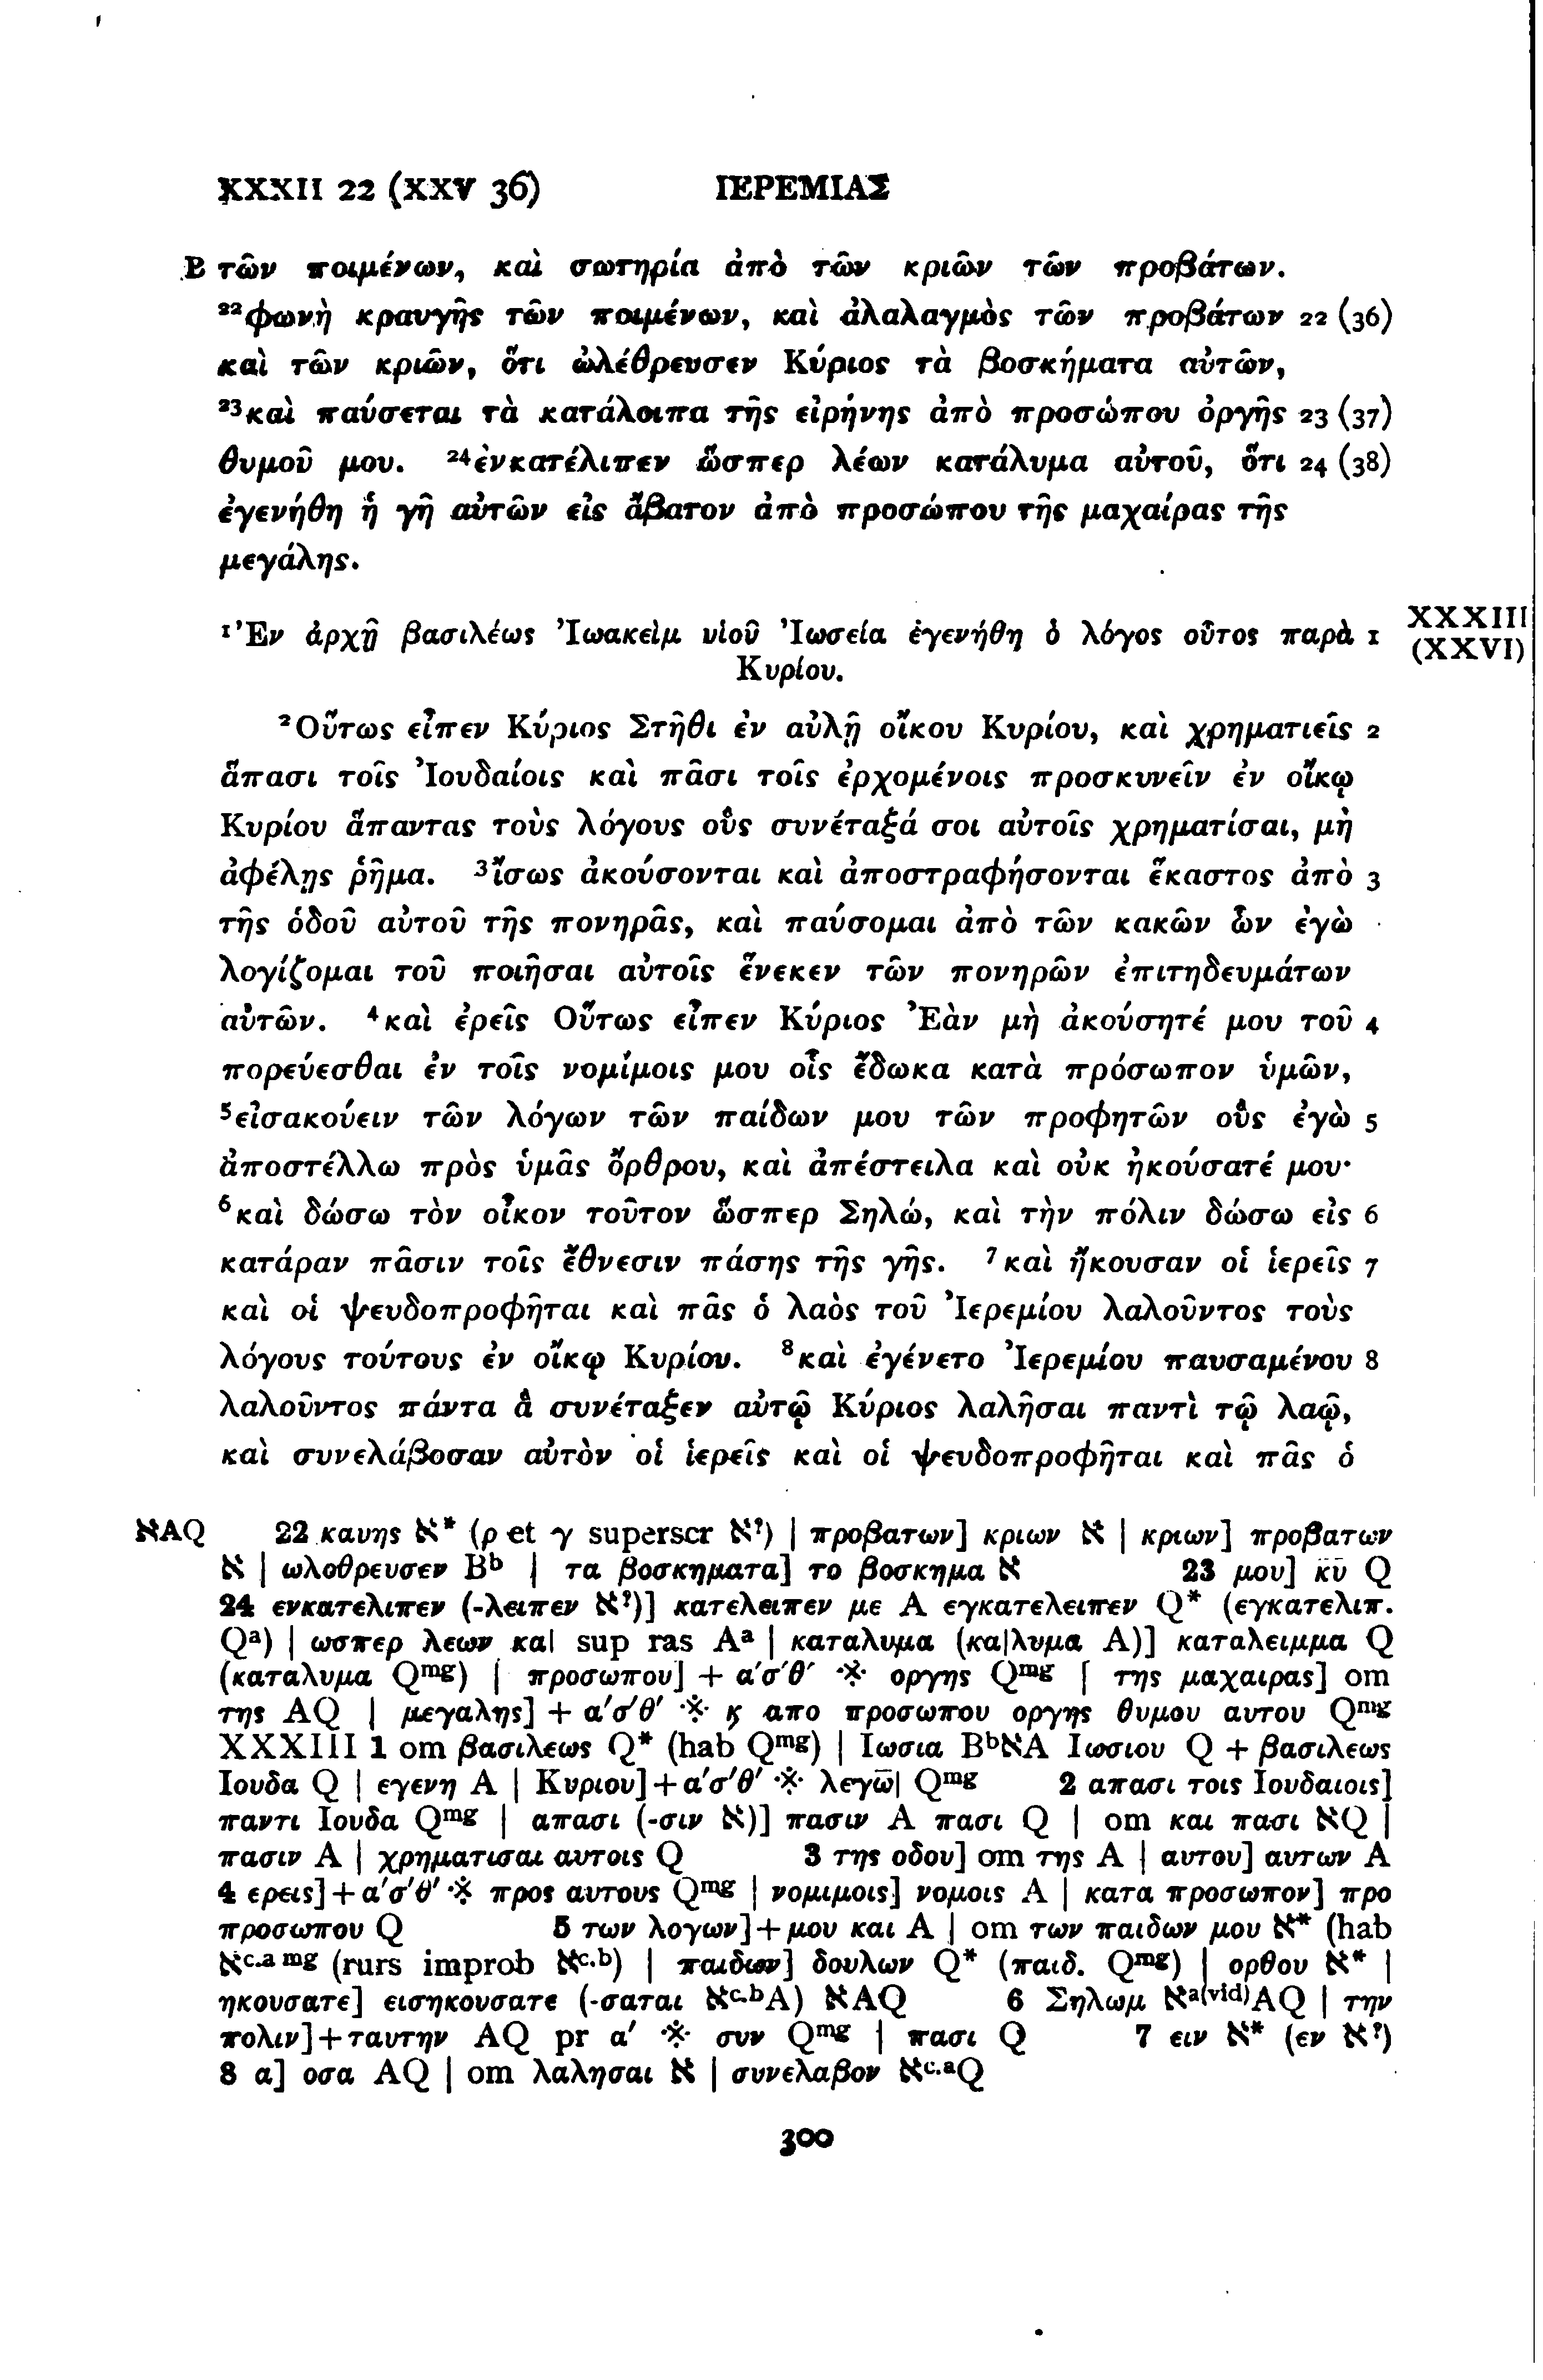 XXXII 22 (XXV 36) ΙΕΡΕΜΙΑΣ
B τῶν ποιμένων, καὶ σωτηρία ἀπὸ τῶν κριῶν τῶν προβάτων.
²²φωνὴ κραυγῆς τῶν ποιμένων, καὶ ἀλαλαγμὸς τῶν προβάτων 22 (36)
καὶ τῶν κριῶν, ὅτι ὠλέθρευσεν Κύριος τὰ βοσκήματα αὐτῶν,
²³καὶ παύσεται τὰ κατάλοιπα τῆς εἰρήνης ἀπὸ προσώπου ὀργῆς 23 (37)
θυμοῦ μου. ²⁴ἐνκατέλιπεν ὥσπερ λέων κατάλυμα αὐτοῦ, ὅτι 24 (38)
ἐγενήθη ἡ γῆ αὐτῶν εἰς ἄβατον ἀπὸ προσώπου τῆς μαχαίρας τῆς
μεγάλης.
¹Ἐν ἀρχῇ βασιλέως Ἰωακεὶμ υἱοῦ Ἰωσεία ἐγενήθη ὁ λόγος οὗτος παρὰ 1 XXXIII (XXVI)
Κυρίου.
²Οὕτως εἶπεν Κύριος Στῆθι ἐν αὐλῇ οἴκου Κυρίου, καὶ χρηματιεῖς 2
ἅπασι τοῖς Ἰουδαίοις καὶ πᾶσι τοῖς ἐρχομένοις προσκυνεῖν ἐν οἴκῳ
Κυρίου ἅπαντας τοὺς λόγους οὓς συνέταξά σοι αὐτοῖς χρηματίσαι, μὴ
ἀφέλῃς ῥῆμα. ³ἴσως ἀκούσονται καὶ ἀποστραφήσονται ἕκαστος ἀπὸ 3
τῆς ὁδοῦ αὐτοῦ τῆς πονηρᾶς, καὶ παύσομαι ἀπὸ τῶν κακῶν ὧν ἐγὼ
λογίζομαι τοῦ ποιῆσαι αὐτοῖς ἕνεκεν τῶν πονηρῶν ἐπιτηδευμάτων
αὐτῶν. ⁴καὶ ἐρεῖς Οὕτως εἶπεν Κύριος Ἐὰν μὴ ἀκούσητέ μου τοῦ 4
πορεύεσθαι ἐν τοῖς νομίμοις μου οἷς ἔδωκα κατὰ πρόσωπον ὑμῶν,
⁵εἰσακούειν τῶν λόγων τῶν παίδων μου τῶν προφητῶν οὓς ἐγὼ 5
ἀποστέλλω πρὸς ὑμᾶς ὄρθρου, καὶ ἀπέστειλα καὶ οὐκ ἠκούσατέ μου·
⁶καὶ δώσω τὸν οἶκον τοῦτον ὥσπερ Σηλώ, καὶ τὴν πόλιν δώσω εἰς 6
κατάραν πᾶσιν τοῖς ἔθνεσιν πάσης τῆς γῆς. ⁷καὶ ἤκουσαν οἱ ἱερεῖς 7
καὶ οἱ ψευδοπροφῆται καὶ πᾶς ὁ λαὸς τοῦ Ἰερεμίου λαλοῦντος τοὺς
λόγους τούτους ἐν οἴκῳ Κυρίου. ⁸καὶ ἐγένετο Ἰερεμίου παυσαμένου 8
λαλοῦντος πάντα ἃ συνέταξεν αὐτῷ Κύριος λαλῆσαι παντὶ τῷ λαῷ,
καὶ συνελάβοσαν αὐτὸν οἱ ἱερεῖς καὶ οἱ ψευδοπροφῆται καὶ πᾶς ὁ
אAQ 22 καυης א* (ρ et γ superscr א?) | προβατων] κριων א | κριων] προβατων
א | ωλοθρευσεν Bᵇ | τα βοσκηματα] το βοσκημα א 23 μου] κ̅υ̅ Q
24 ενκατελιπεν (-λειπεν א?)] κατελειπεν με A εγκατελειπεν Q* (εγκατελιπ.
Qᵃ) | ωσπερ λεων κα| sup ras Aᵃ | καταλυμα (κα|λυμα A)] καταλειμμα Q
(καταλυμα Qᵐᵍ) | προσωπου] + α′σ′θ′ ※ οργης Qᵐᵍ | της μαχαιρας] om
της AQ | μεγαλης] + α′σ′θ′ ※ ϗ απο προσωπου οργης θυμου αυτου Qᵐᵍ
XXXIII 1 om βασιλεως Q* (hab Qᵐᵍ) | Ιωσια BᵇאA Ιωσιου Q + βασιλεως
Ιουδα Q | εγενη A | Κυριου] + α′σ′θ′ ※ λεγω̅| Qᵐᵍ 2 απασι τοις Ιουδαιοις]
παντι Ιουδα Qᵐᵍ | απασι (-σιν א)] πασιν A πασι Q | om και πασι אQ |
πασιν A | χρηματισαι αυτοις Q 3 της οδου] om της A | αυτου] αυτων A
4 ερεις] + α′σ′θ′ ※ προς αυτους Qᵐᵍ | νομιμοις] νομοις A | κατα προσωπον] προ
προσωπου Q 5 των λογων] + μου και A | om των παιδων μου א* (hab
אᶜ·ᵃ ᵐᵍ (rurs improb אᶜ·ᵇ) | παιδων] δουλων Q* (παιδ. Qᵐᵍ) | ορθου א* |
ηκουσατε] εισηκουσατε (-σαται אᶜ·ᵇA) אAQ 6 Σηλωμ אᵃ⁽ᵛⁱᵈ⁾AQ | την
πολιν] + ταυτην AQ pr α′ ※ συν Qᵐᵍ | πασι Q 7 ειν א* (εν א?)
8 α] οσα AQ | om λαλησαι א | συνελαβον אᶜ·ᵃQ
300